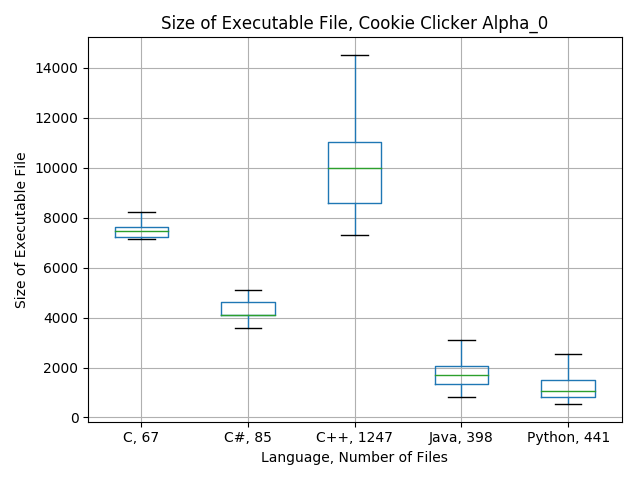 Size of Executable File, Cookie Clicker Alpha_0
Size of Executable File
14000
12000
10000
8000
6000
4000
2000
0
C, 67
C#, 85
C++, 1247
Java, 398
Python, 441
Language, Number of Files